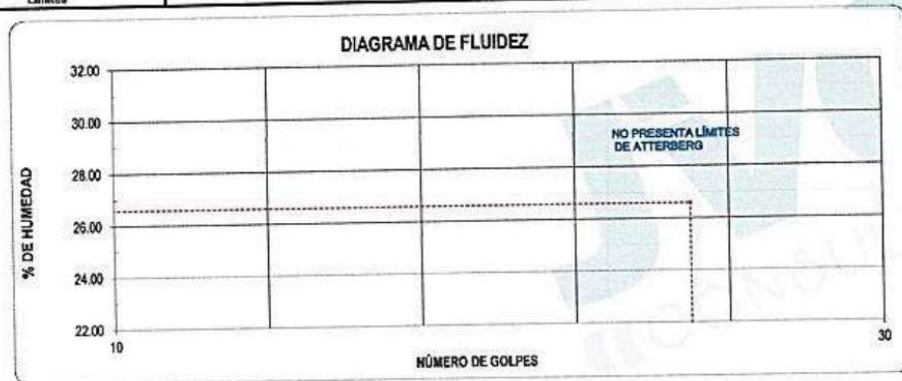 Límites
DIAGRAMA DE FLUIDEZ
32.00
30.00
28.00
26.00
24.00
22.00
% DE HUMEDAD
NO PRESENTA LÍMITES
DE ATTERBERG
10
30
NÚMERO DE GOLPES